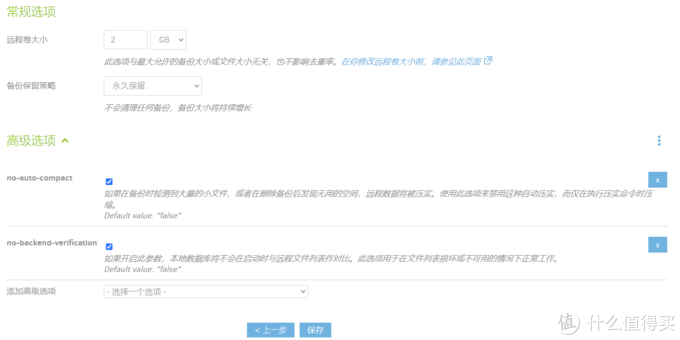 常规选项
远程卷大小
2 GB
此选项与最大允许的备份大小或文件大小无关，也不影响去重率。在你修改远程卷大小前，请参见此页面
备份保留策略
永久保留
不会清理任何备份，备份大小将持续增长
高级选项
no-auto-compact
x
如果在备份时检测到大量的小文件，或者在删除备份后发现无用的空间，远程数据将被压实。使用此选项来禁用这种自动压实，而仅在执行压实命令时压
缩。
Default value: "false"
no-backend-verification
x
如果开启此参数，本地数据库将不会在启动时与远程文件列表作对比。此选项用于在文件列表损坏或不可用的情况下正常工作。
Default value: "false"
添加高级选项
- 选择一个选项 -
< 上一步 保存
值 什么值得买